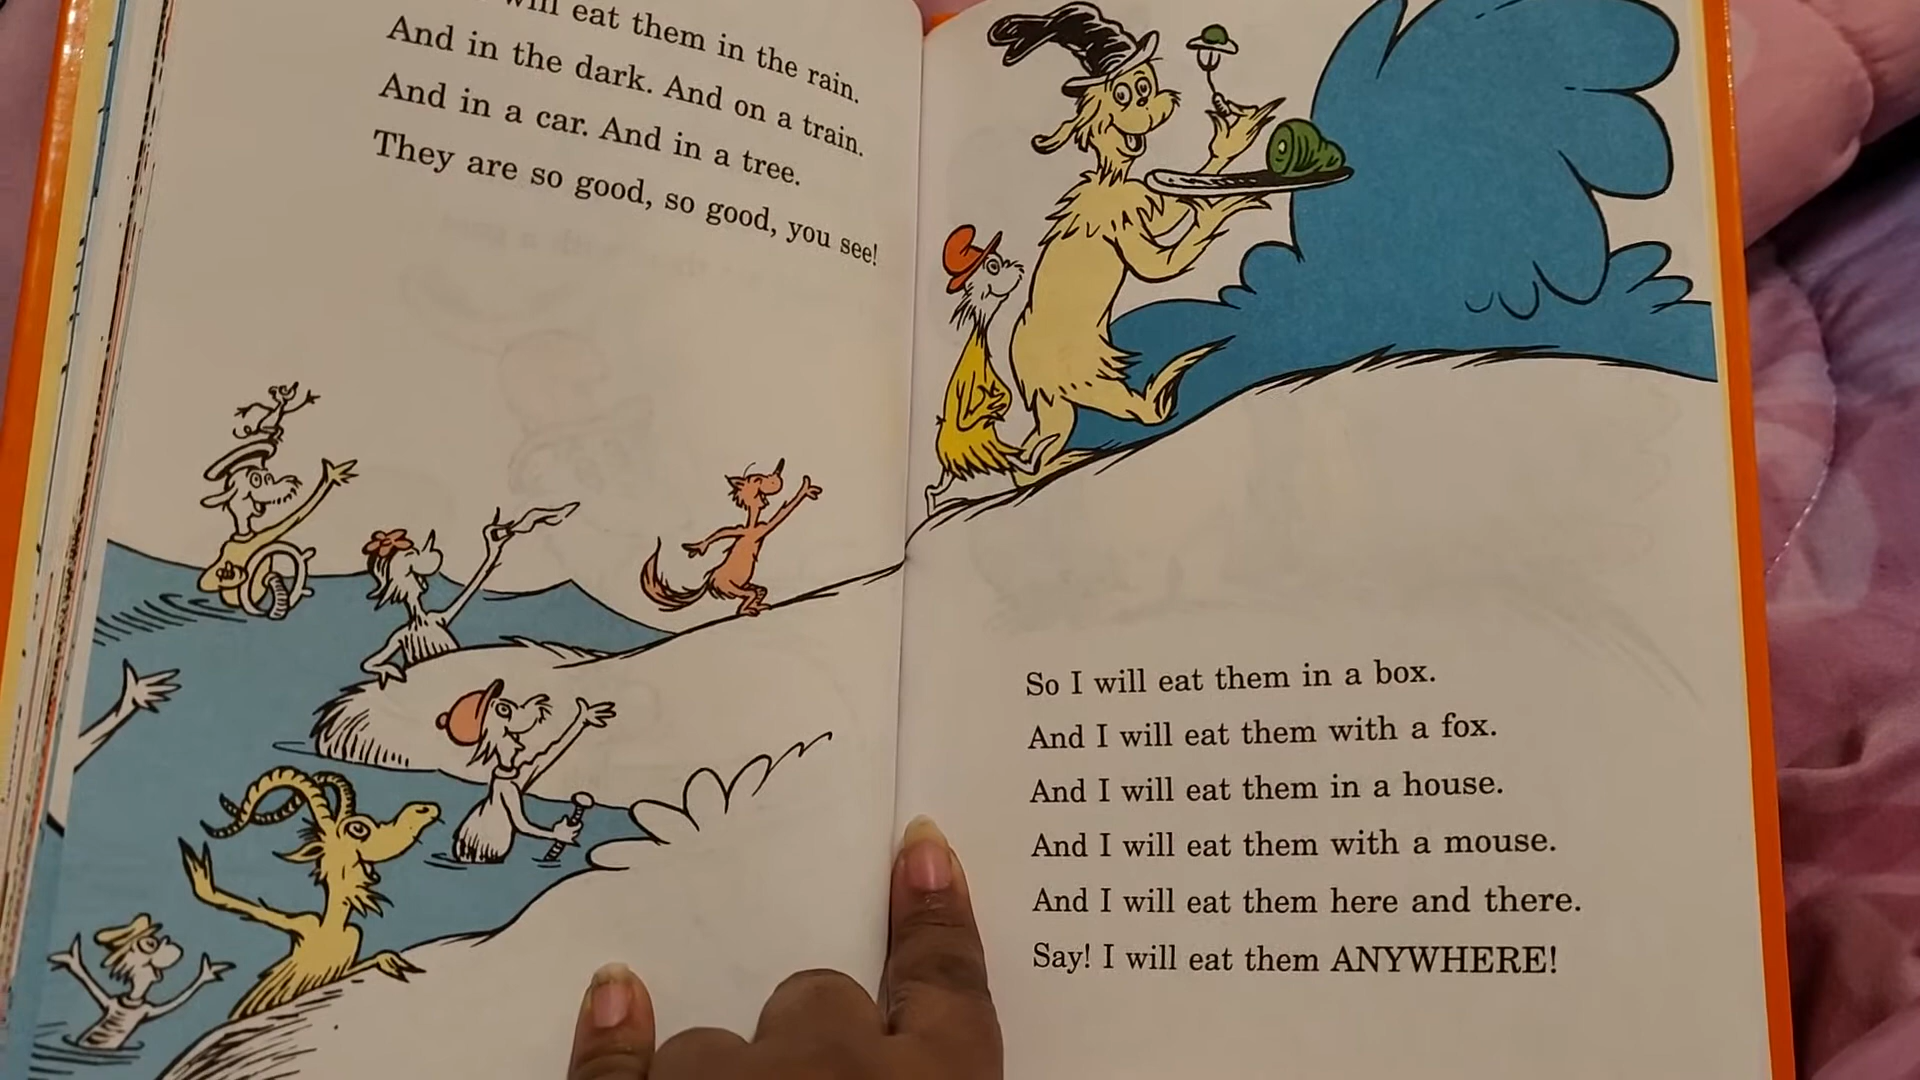 will eat them in the rain.
And in the dark. And on a train.
And in a car. And in a tree.
They are so good, so good, you see!
So I will eat them in a box.
And I will eat them with a fox.
And I will eat them in a house.
And I will eat them with a mouse.
And I will eat them here and there.
Say! I will eat them ANYWHERE!